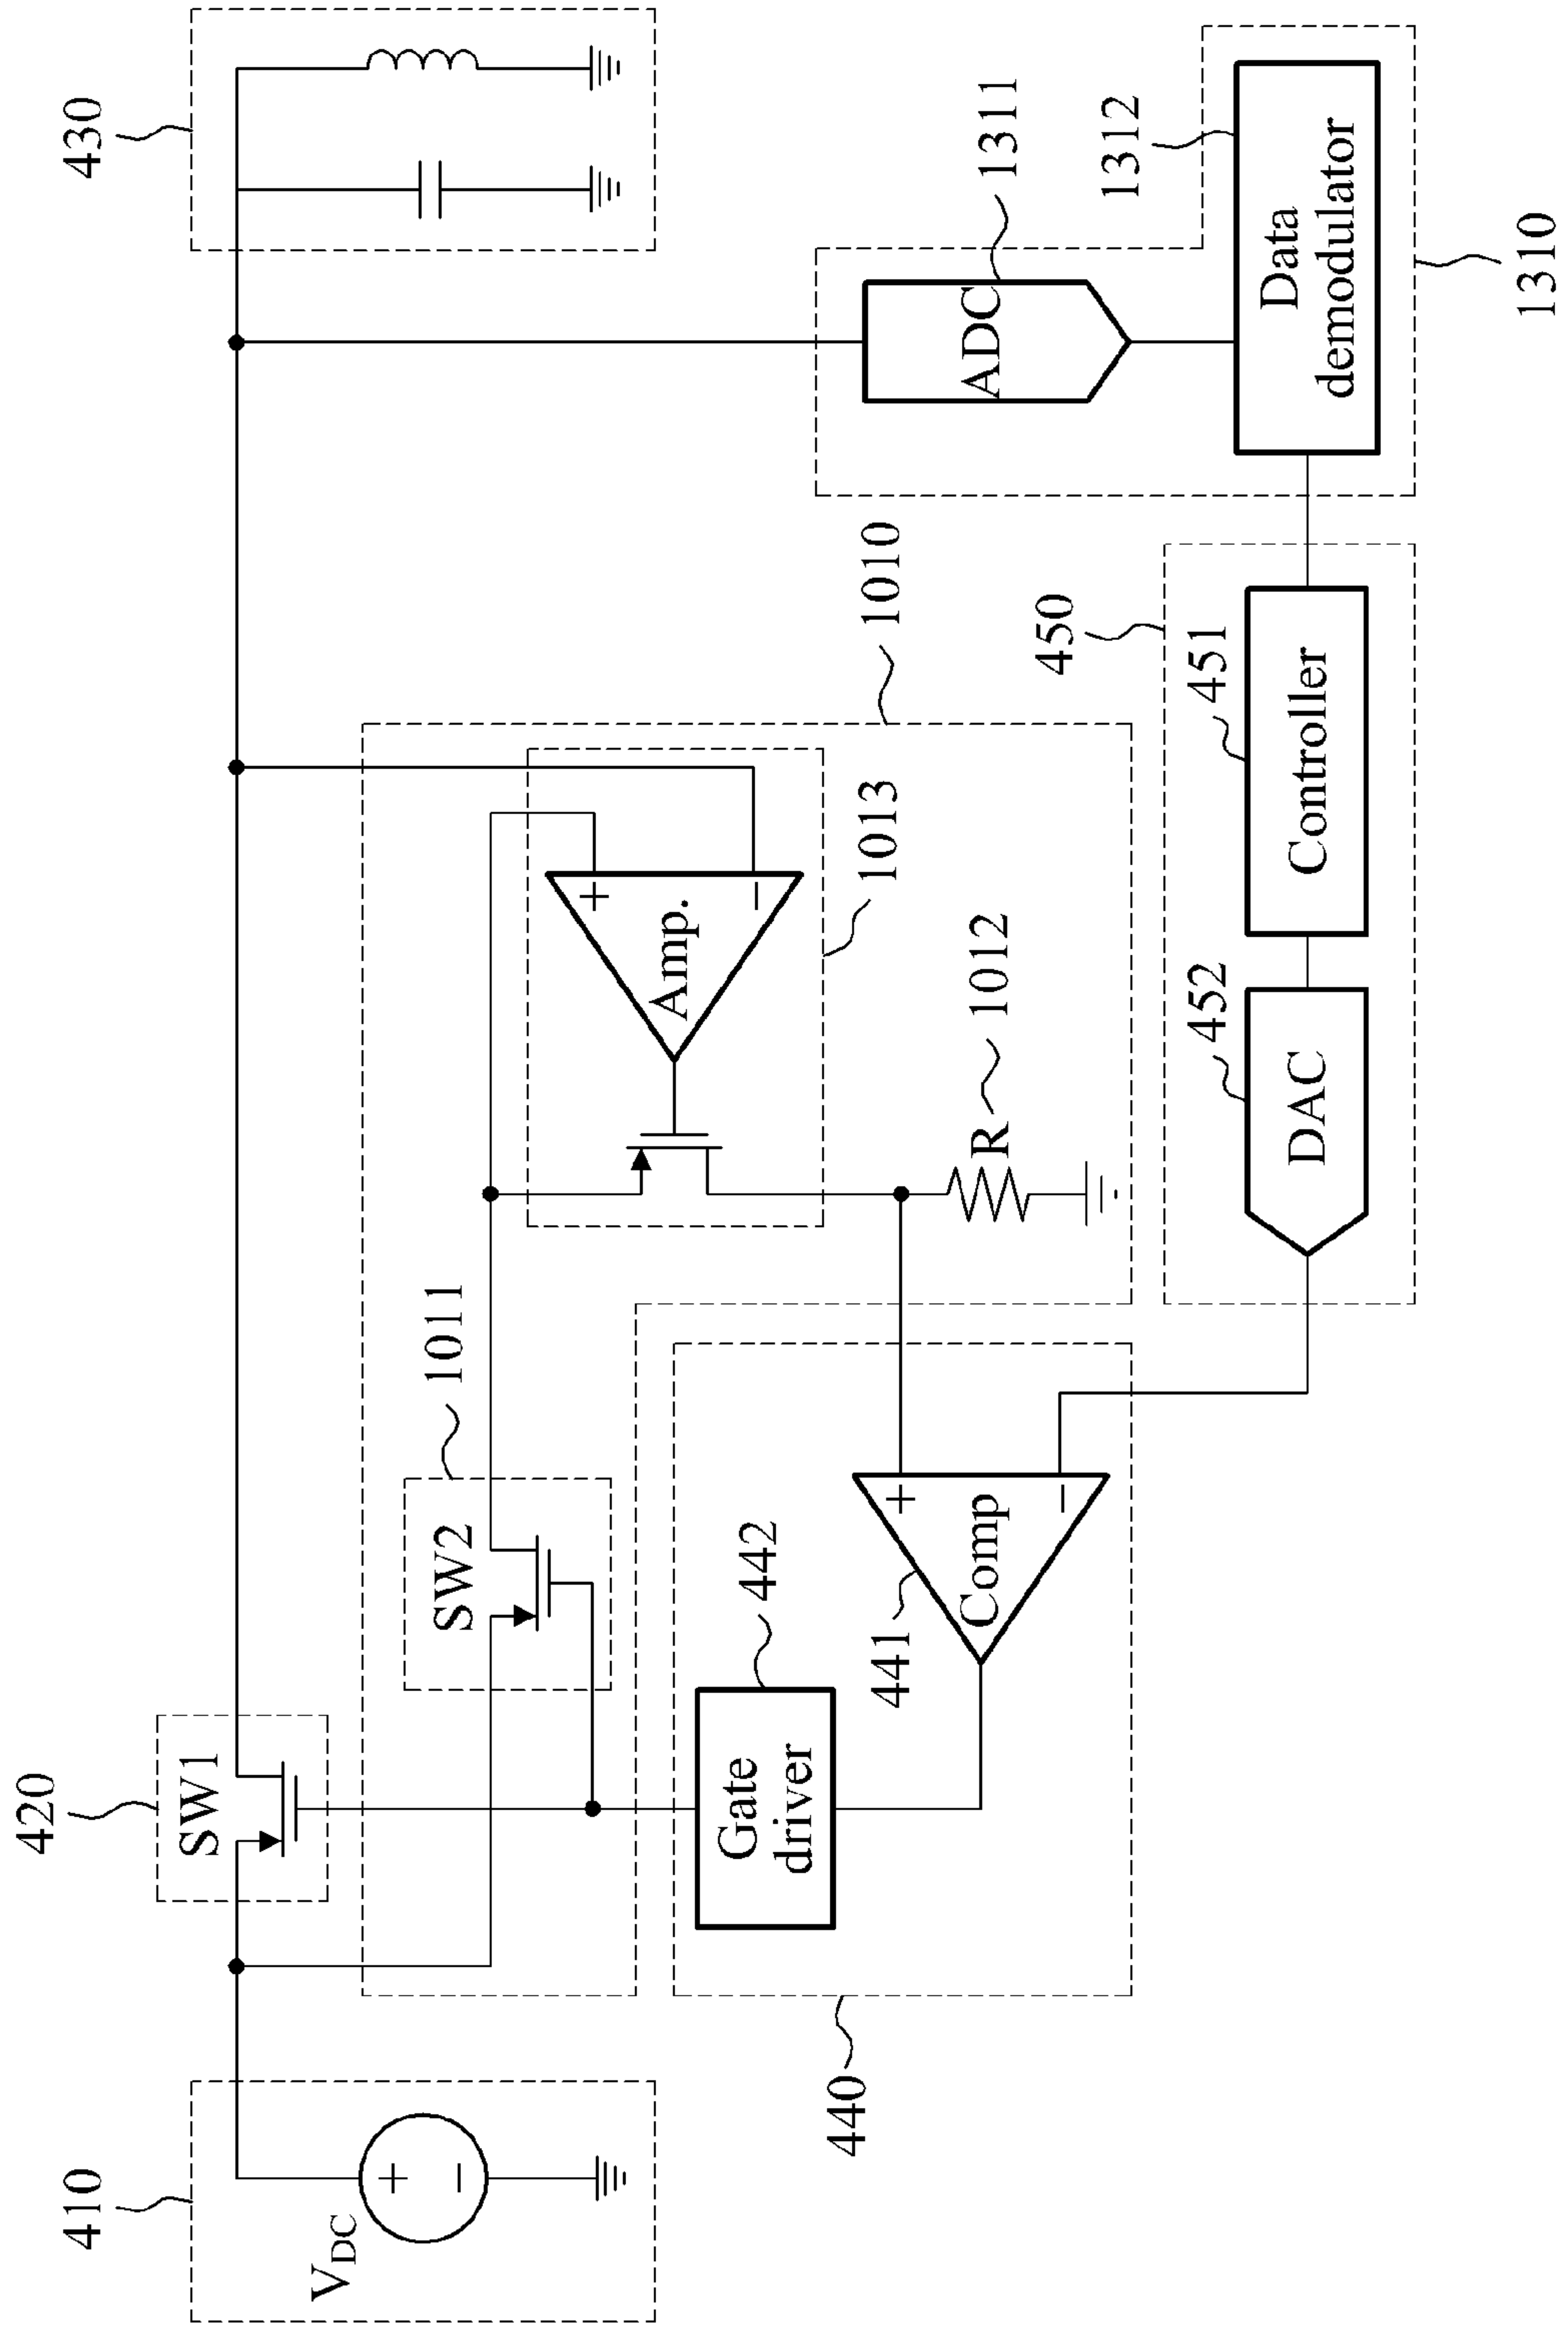 410
V_DC
+
−
420
SW1
430
SW2
1011
Amp.
+
−
1013
1010
R
1012
Gate
driver
442
Comp
+
−
441
440
DAC
452
Controller
451
450
ADC
1311
Data
demodulator
1312
1310